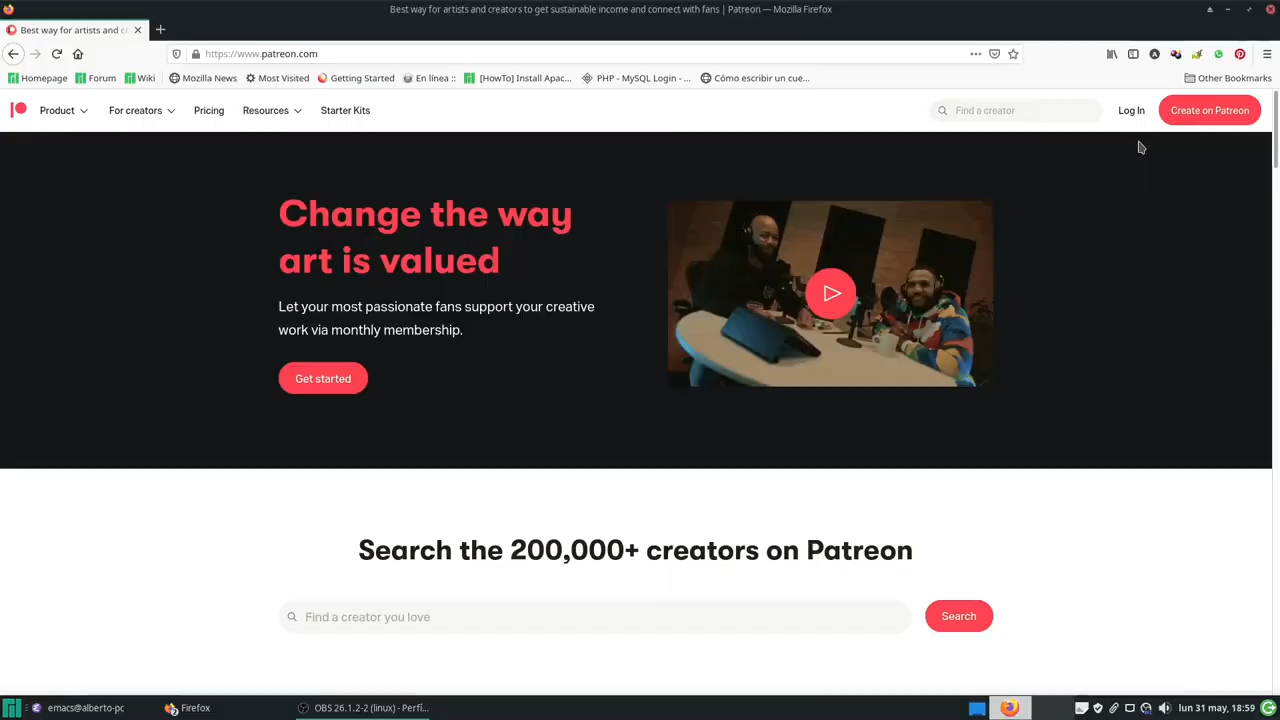 Best way for artists and creators to get sustainable income and connect with fans | Patreon — Mozilla Firefox
Best way for artists and cr
https://www.patreon.com
Homepage Forum Wiki Mozilla News Most Visited Getting Started En línea :: [HowTo] Install Apac... PHP - MySQL Login - ... Cómo escribir un cue... Other Bookmarks
Product For creators Pricing Resources Starter Kits Find a creator Log In Create on Patreon
Change the way
art is valued
Let your most passionate fans support your creative
work via monthly membership.
Get started
Search the 200,000+ creators on Patreon
Find a creator you love Search
emacs@alberto-pc Firefox OBS 26.1.2-2 (linux) - Perfi... lun 31 may, 18:59